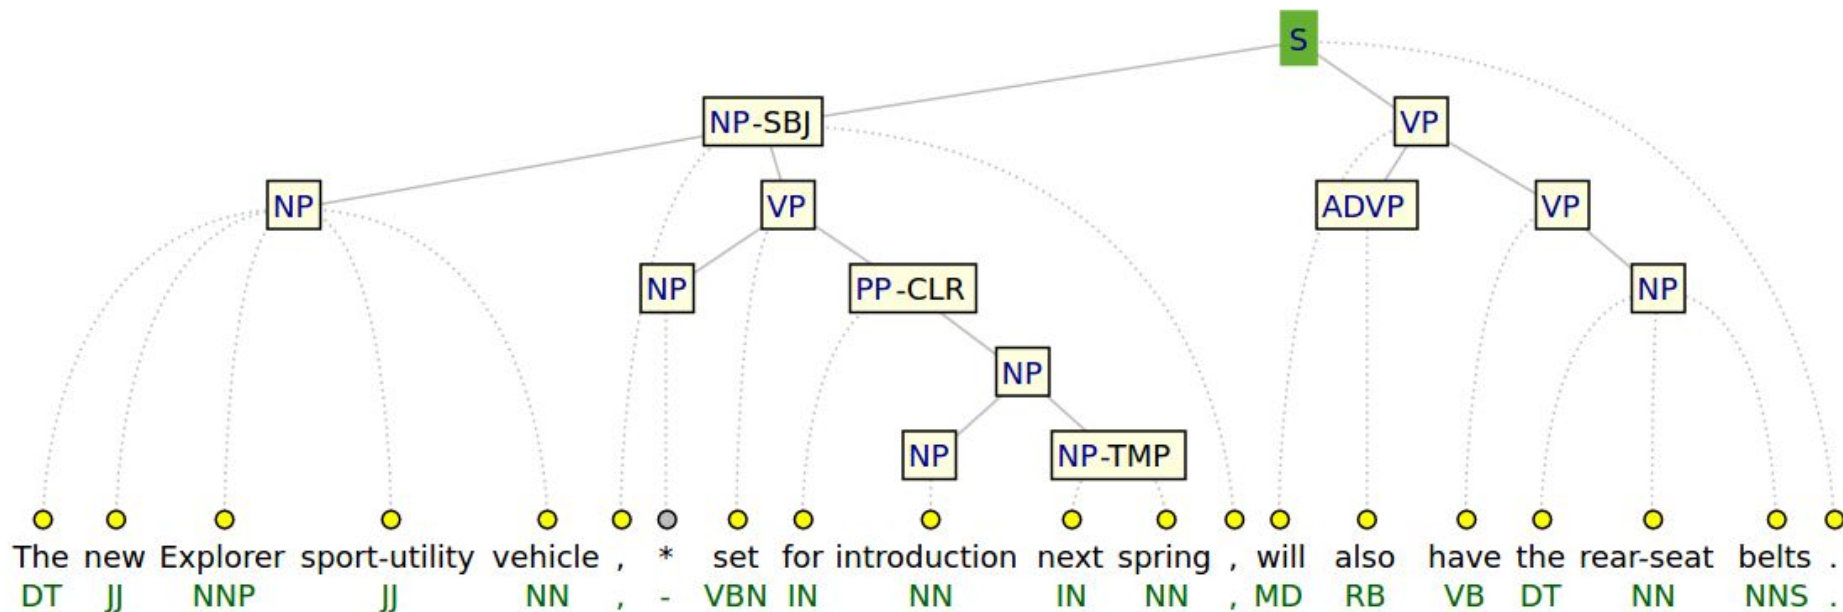 S
NP-SBJ VP
NP VP ADVP VP
NP PP-CLR NP
NP
NP NP-TMP
The new Explorer sport-utility vehicle , * set for introduction next spring , will also have the rear-seat belts .
DT JJ NNP JJ NN , - VBN IN NN IN NN , MD RB VB DT NN NNS .